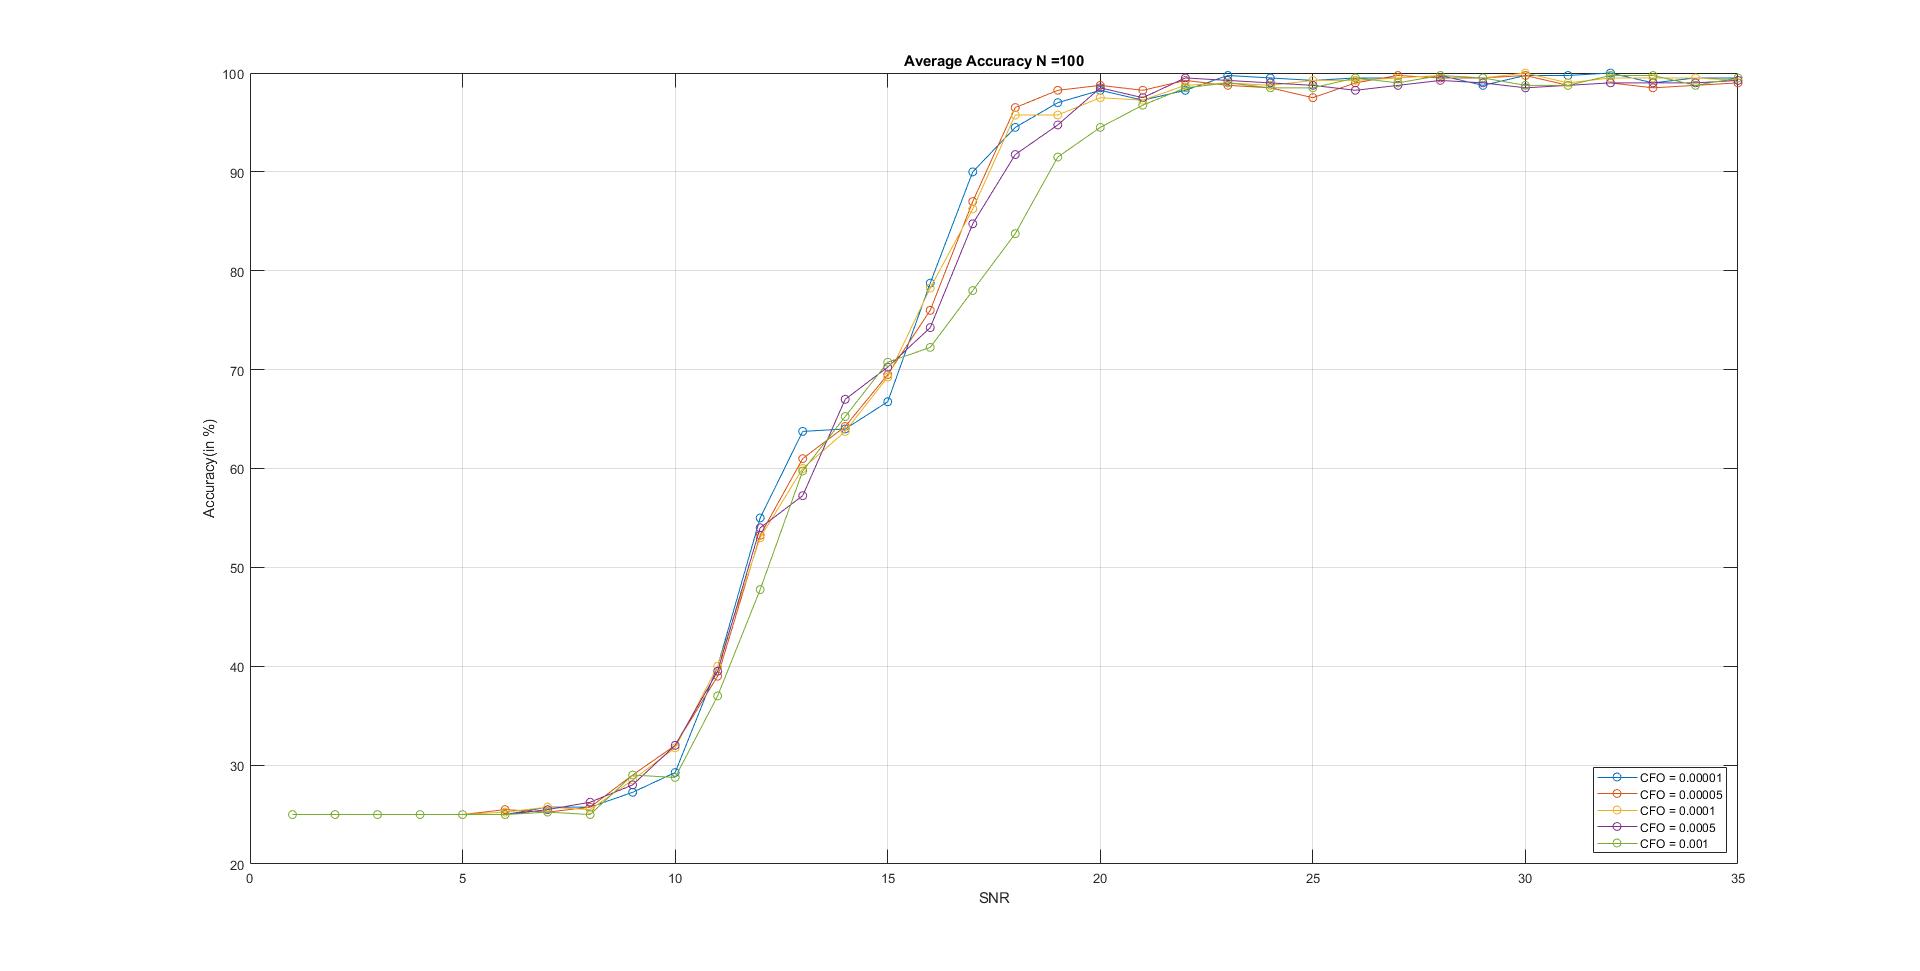 Average Accuracy N =100
100
90
80
70
60
50
40
30
20
Accuracy(in %)
0 5 10 15 20 25 30 35
SNR
CFO = 0.00001
CFO = 0.00005
CFO = 0.0001
CFO = 0.0005
CFO = 0.001